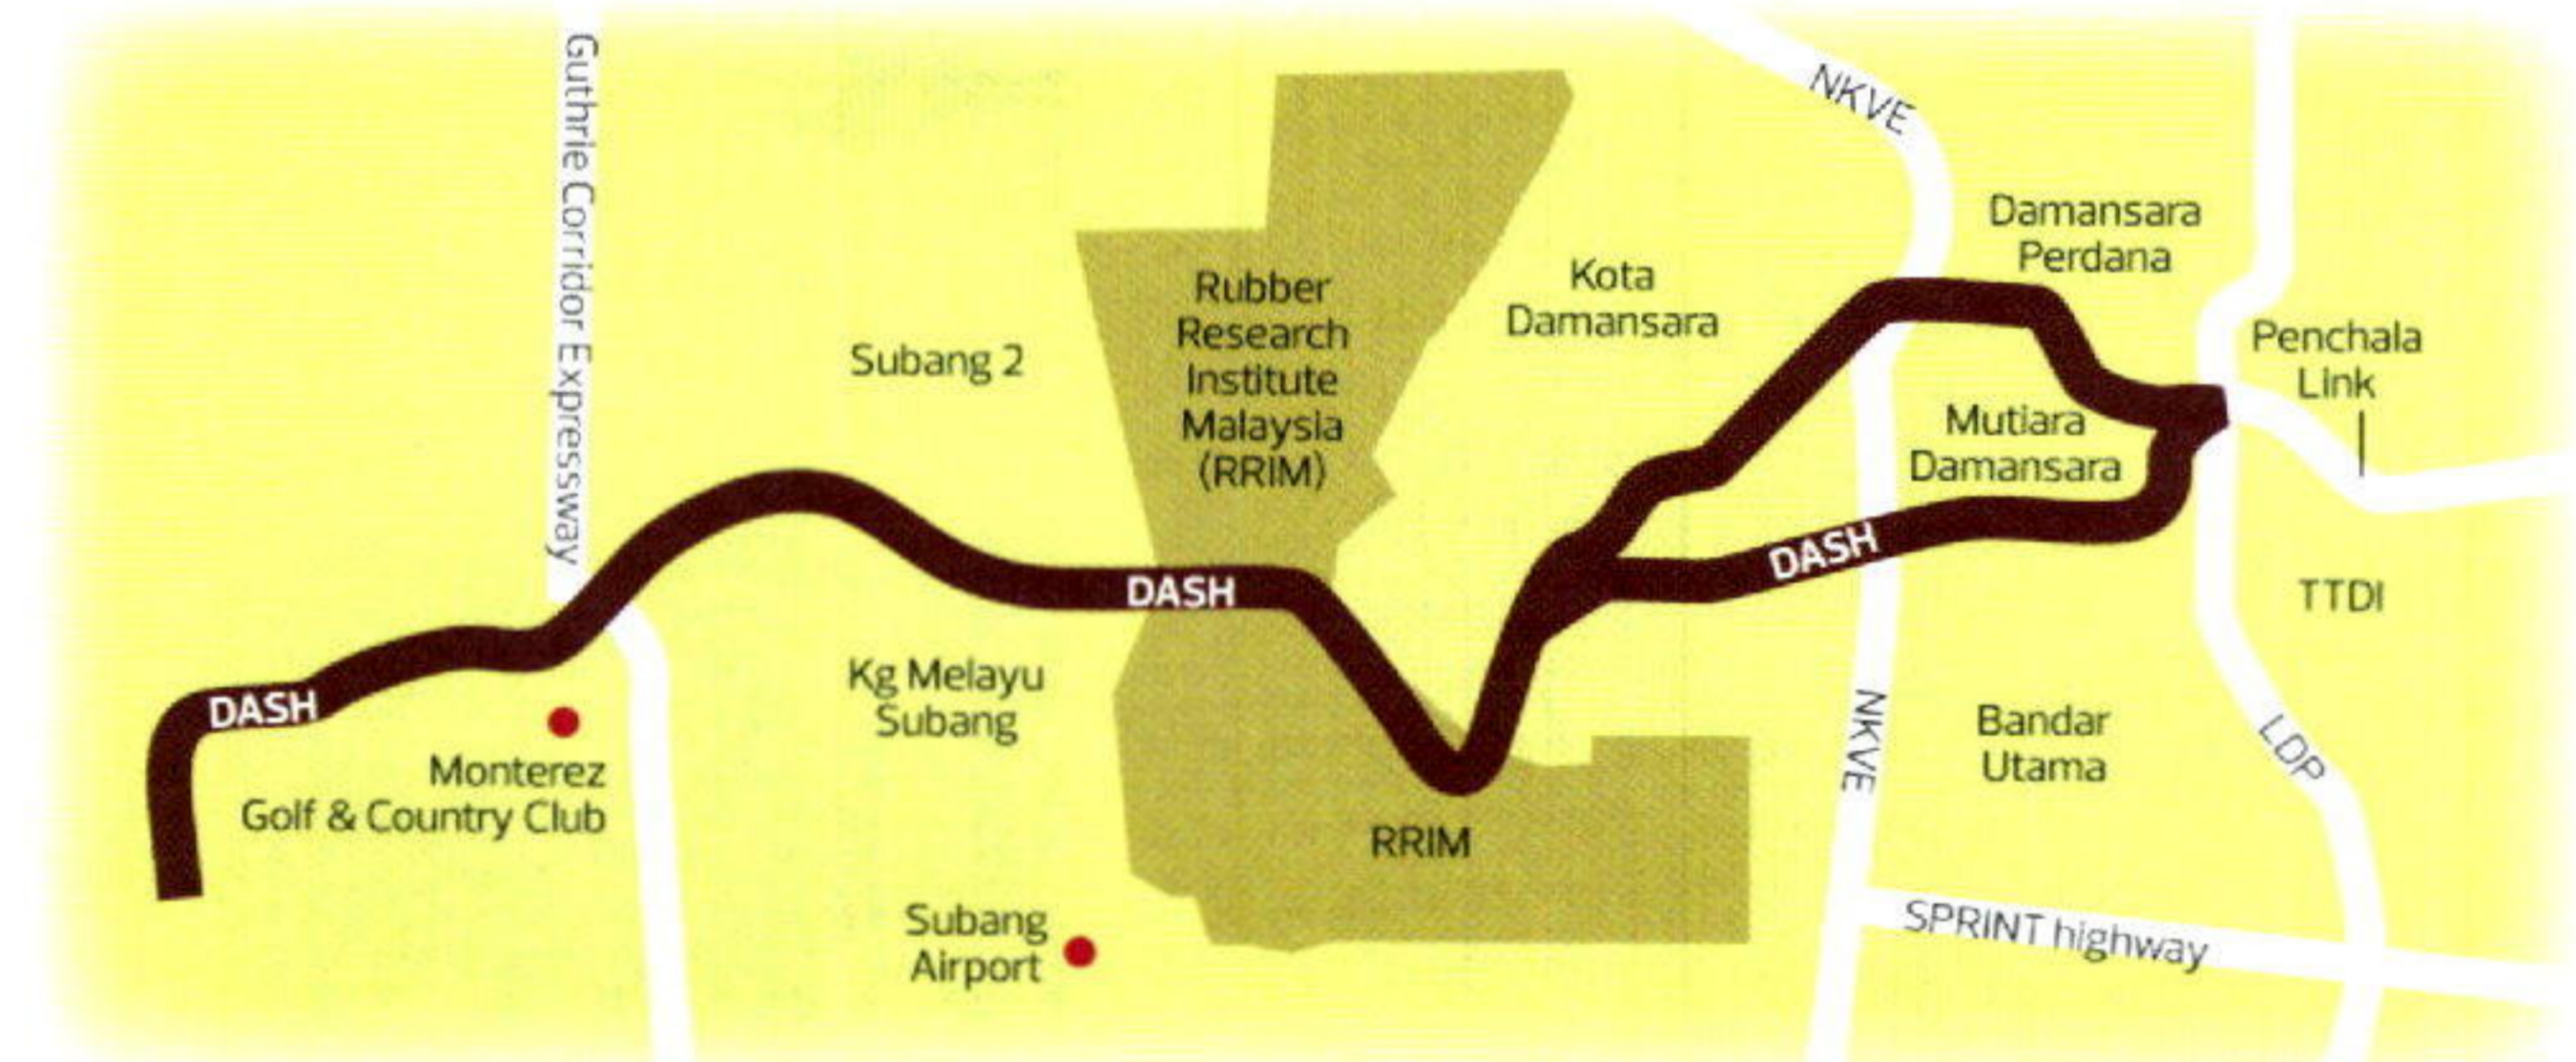 Guthrie Corridor Expressway
NKVE
Damansara
Perdana
Kota
Damansara
Rubber
Research
Institute
Malaysia
(RRIM)
Subang 2
Penchala
Link
Mutiara
Damansara
DASH
DASH
TTDI
DASH
Kg Melayu
Subang
Monterez
Golf & Country Club
NKVE
Bandar
Utama
LDP
RRIM
Subang
Airport
SPRINT highway